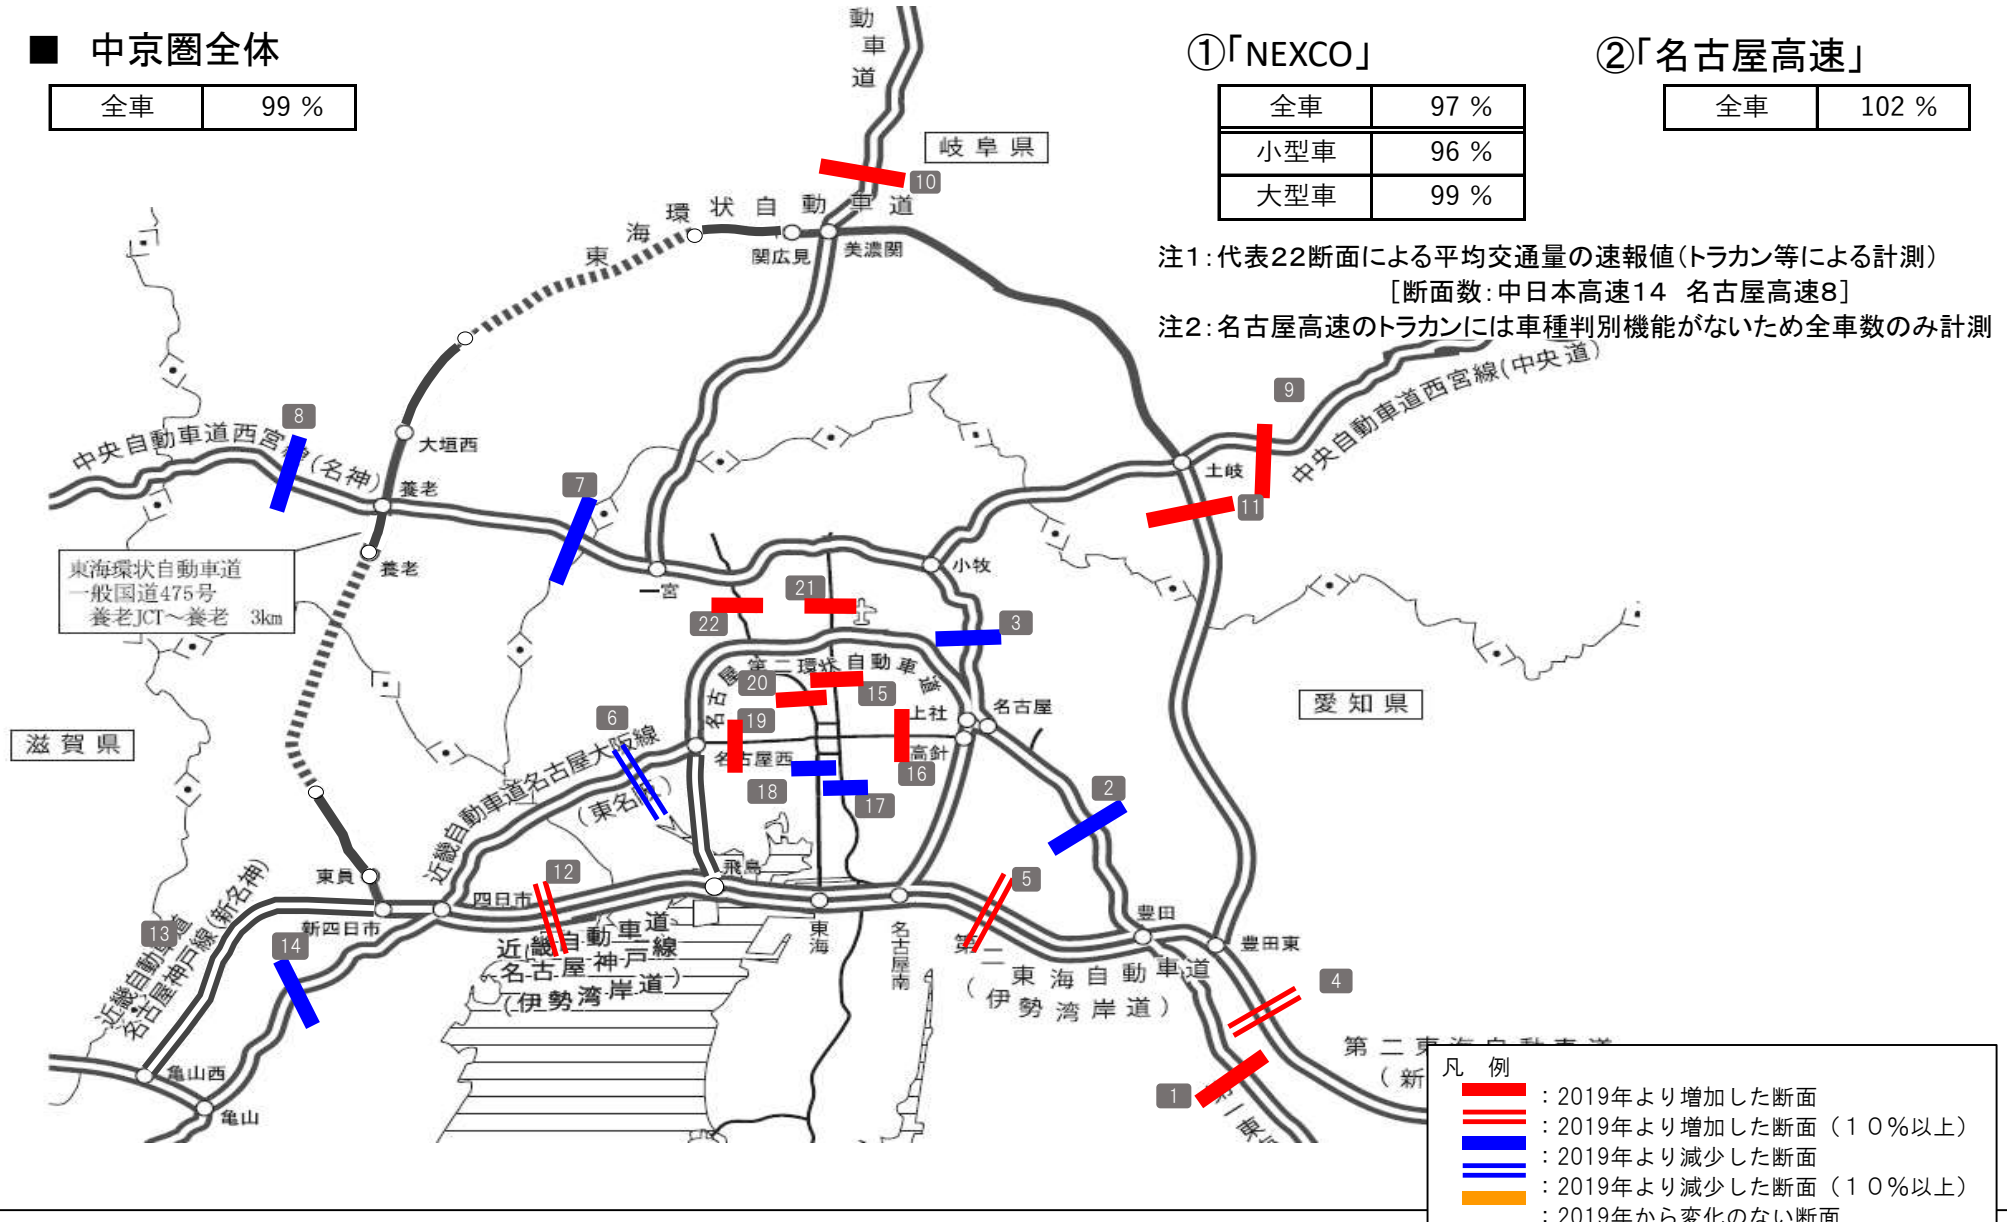 ■ 中京圏全体
全車 99 %
①「NEXCO」
全車 97 %
小型車 96 %
大型車 99 %
②「名古屋高速」
全車 102 %
注1：代表22断面による平均交通量の速報値（トラカン等による計測）
［断面数：中日本高速14 名古屋高速8］
注2：名古屋高速のトラカンには車種判別機能がないため全車数のみ計測
動車道
岐阜県
10
東海環状自動車道
関広見
美濃関
9
中央自動車道西宮線(中央道)
8
中央自動車道西宮線(名神)
大垣西
養老
7
土岐
11
東海環状自動車道
一般国道475号
養老JCT～養老 3km
養老
一宮
小牧
21
22
3
名古屋第二環状自動車道
20
15
19
上社
名古屋
愛知県
滋賀県
6
近畿自動車道名古屋大阪線
(東名阪)
名古屋西
高針
16
18
17
2
飛島
東員
12
四日市
5
新四日市
13
14
近畿自動車道
名古屋神戸線(新名神)
近畿自動車道
名古屋神戸線
(伊勢湾岸道)
東海
名古屋南
豊田
豊田東
第二東海自動車道
(伊勢湾岸道)
4
亀山西
亀山
1
第一東
第二東海自動車道
(新
凡 例
：2019年より増加した断面
：2019年より増加した断面（１０％以上）
：2019年より減少した断面
：2019年より減少した断面（１０％以上）
：2019年から変化のない断面